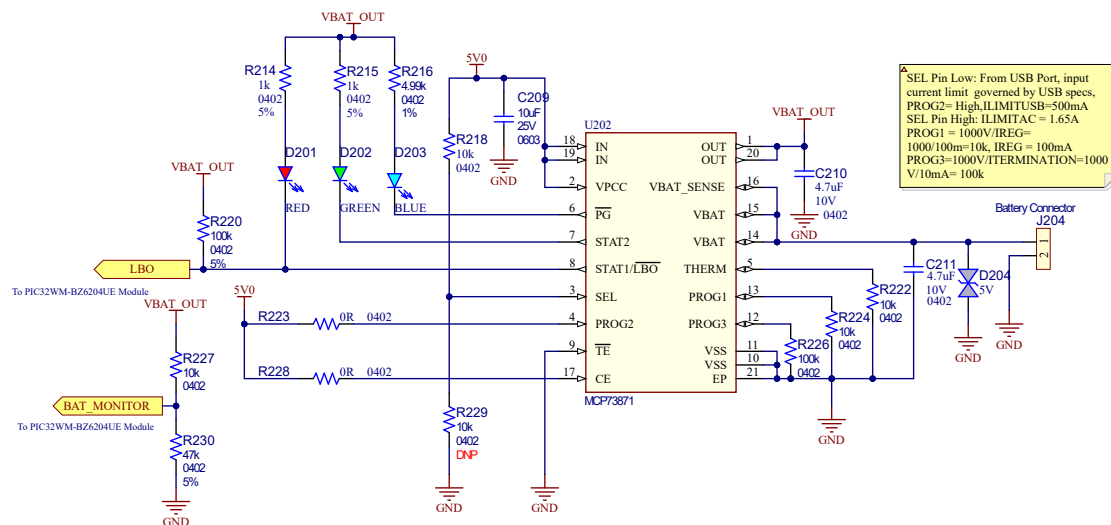 VBAT_OUT
R214
1k
0402
5%
R215
1k
0402
5%
R216
4.99k
0402
1%
D201
RED
D202
GREEN
D203
BLUE
5V0
C209
10uF
25V
0603
GND
R218
10k
0402
R220
100k
0402
5%
LBO
To PIC32WM-BZ6204UE Module
VBAT_OUT
R227
10k
0402
BAT_MONITOR
To PIC32WM-BZ6204UE Module
R230
47k
0402
5%
GND
5V0
R223
0R 0402
R228
0R 0402
R229
10k
0402
DNP
GND
GND
U202
18 IN
19 IN
2 VPCC
6 PG
7 STAT2
8 STAT1/LBO
3 SEL
4 PROG2
9 TE
17 CE
OUT 1
OUT 20
VBAT_SENSE 16
VBAT 15
VBAT 14
THERM 5
PROG1 13
PROG3 12
VSS 11
VSS 10
EP 21
MCP73871
VBAT_OUT
C210
4.7uF
10V
0402
GND
R226
100k
0402
R224
10k
0402
R222
10k
0402
GND
C211
4.7uF
10V
0402
D204
5V
GND
Battery Connector
J204
1
2
GND
SEL Pin Low: From USB Port, input
current limit governed by USB specs,
PROG2= High,ILIMITUSB=500mA
SEL Pin High: ILIMITAC = 1.65A
PROG1 = 1000V/IREG=
1000/100m=10k, IREG = 100mA
PROG3=1000V/ITERMINATION=1000
V/10mA= 100k